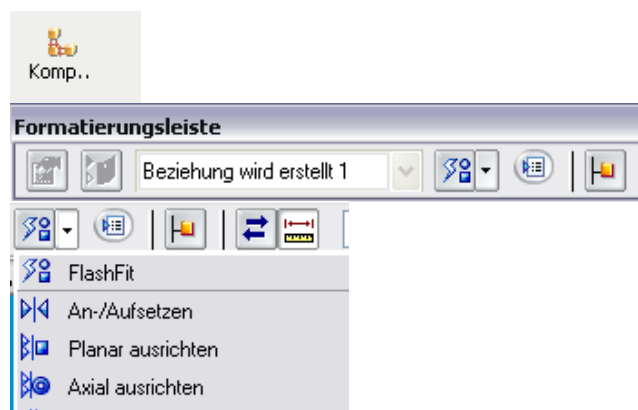 Komp..
Formatierungsleiste
Beziehung wird erstellt 1
FlashFit
An-/Aufsetzen
Planar ausrichten
Axial ausrichten